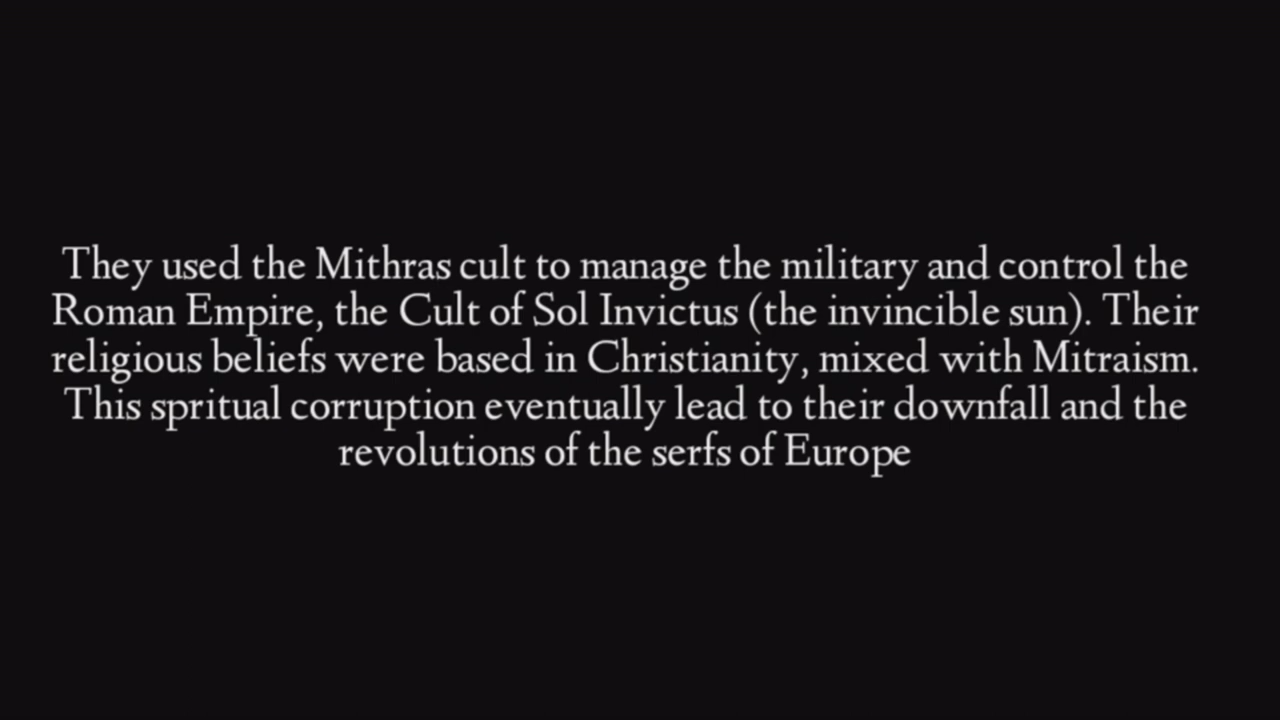 They used the Mithras cult to manage the military and control the
Roman Empire, the Cult of Sol Invictus (the invincible sun). Their
religious beliefs were based in Christianity, mixed with Mitraism.
This spritual corruption eventually lead to their downfall and the
revolutions of the serfs of Europe